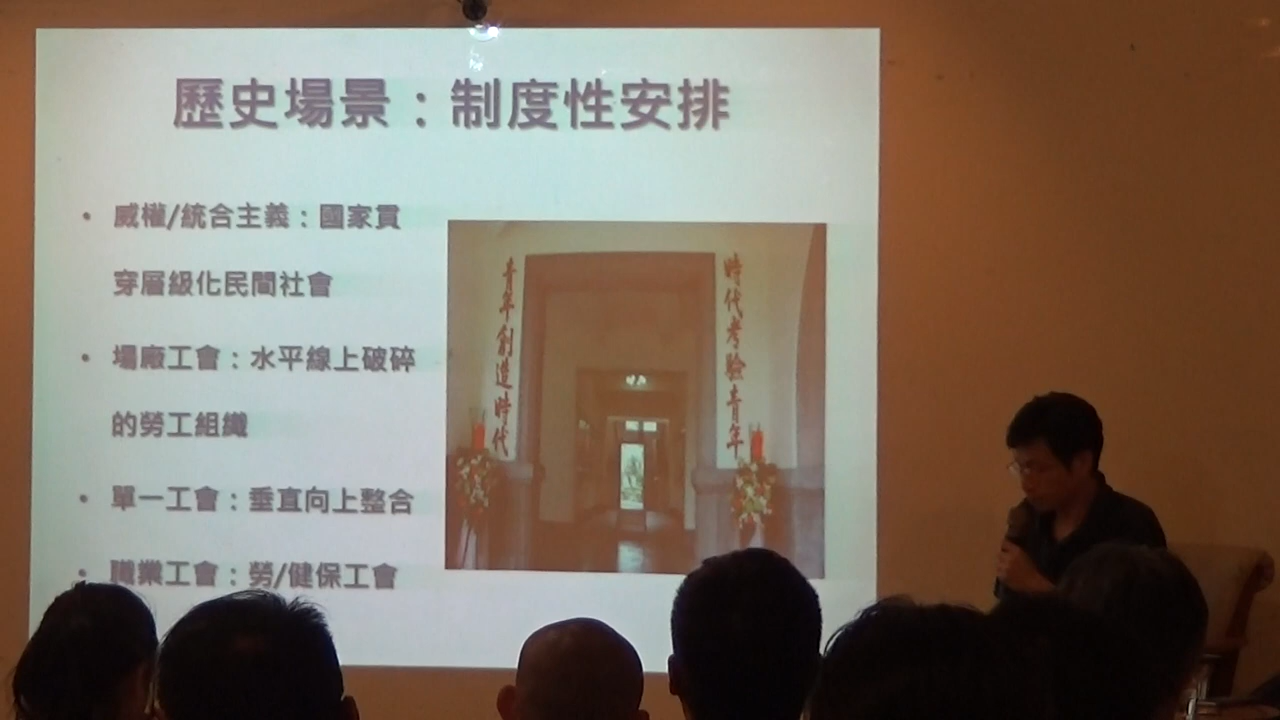 歷史場景：制度性安排
• 威權/統合主義：國家貫
穿層級化民間社會
• 場廠工會：水平線上破碎
的勞工組織
• 單一工會：垂直向上整合
• 職業工會：勞/健保工會
時代考驗青年
青年創造時代